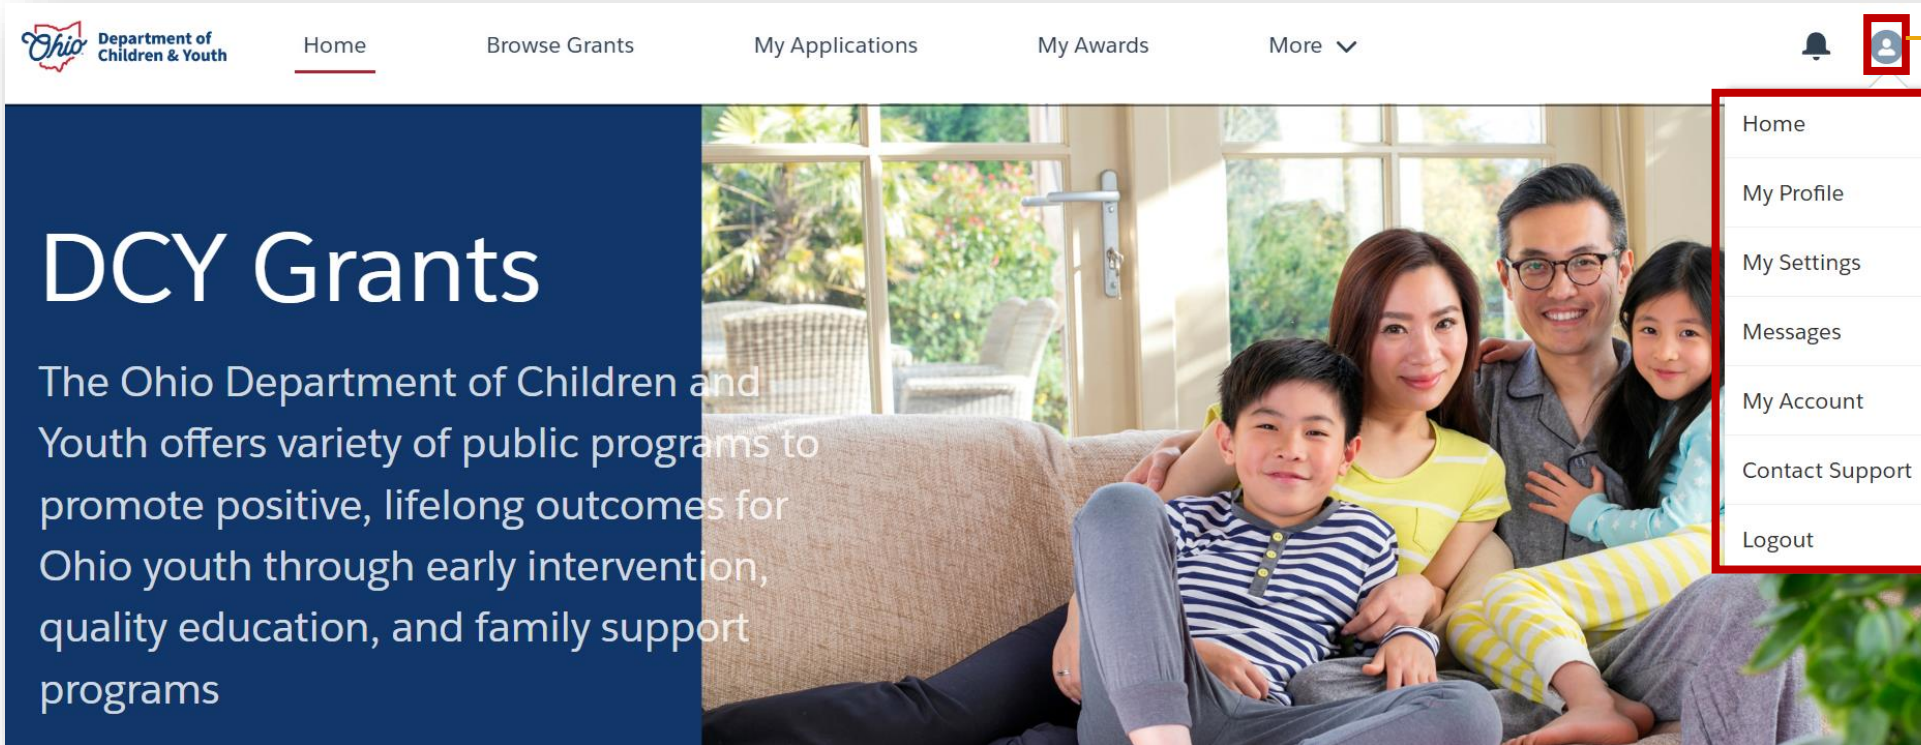 Ohio Department of
Children & Youth
Home
Browse Grants
My Applications
My Awards
More
Home
My Profile
My Settings
Messages
My Account
Contact Support
Logout
DCY Grants
The Ohio Department of Children and
Youth offers variety of public programs to
promote positive, lifelong outcomes for
Ohio youth through early intervention,
quality education, and family support
programs